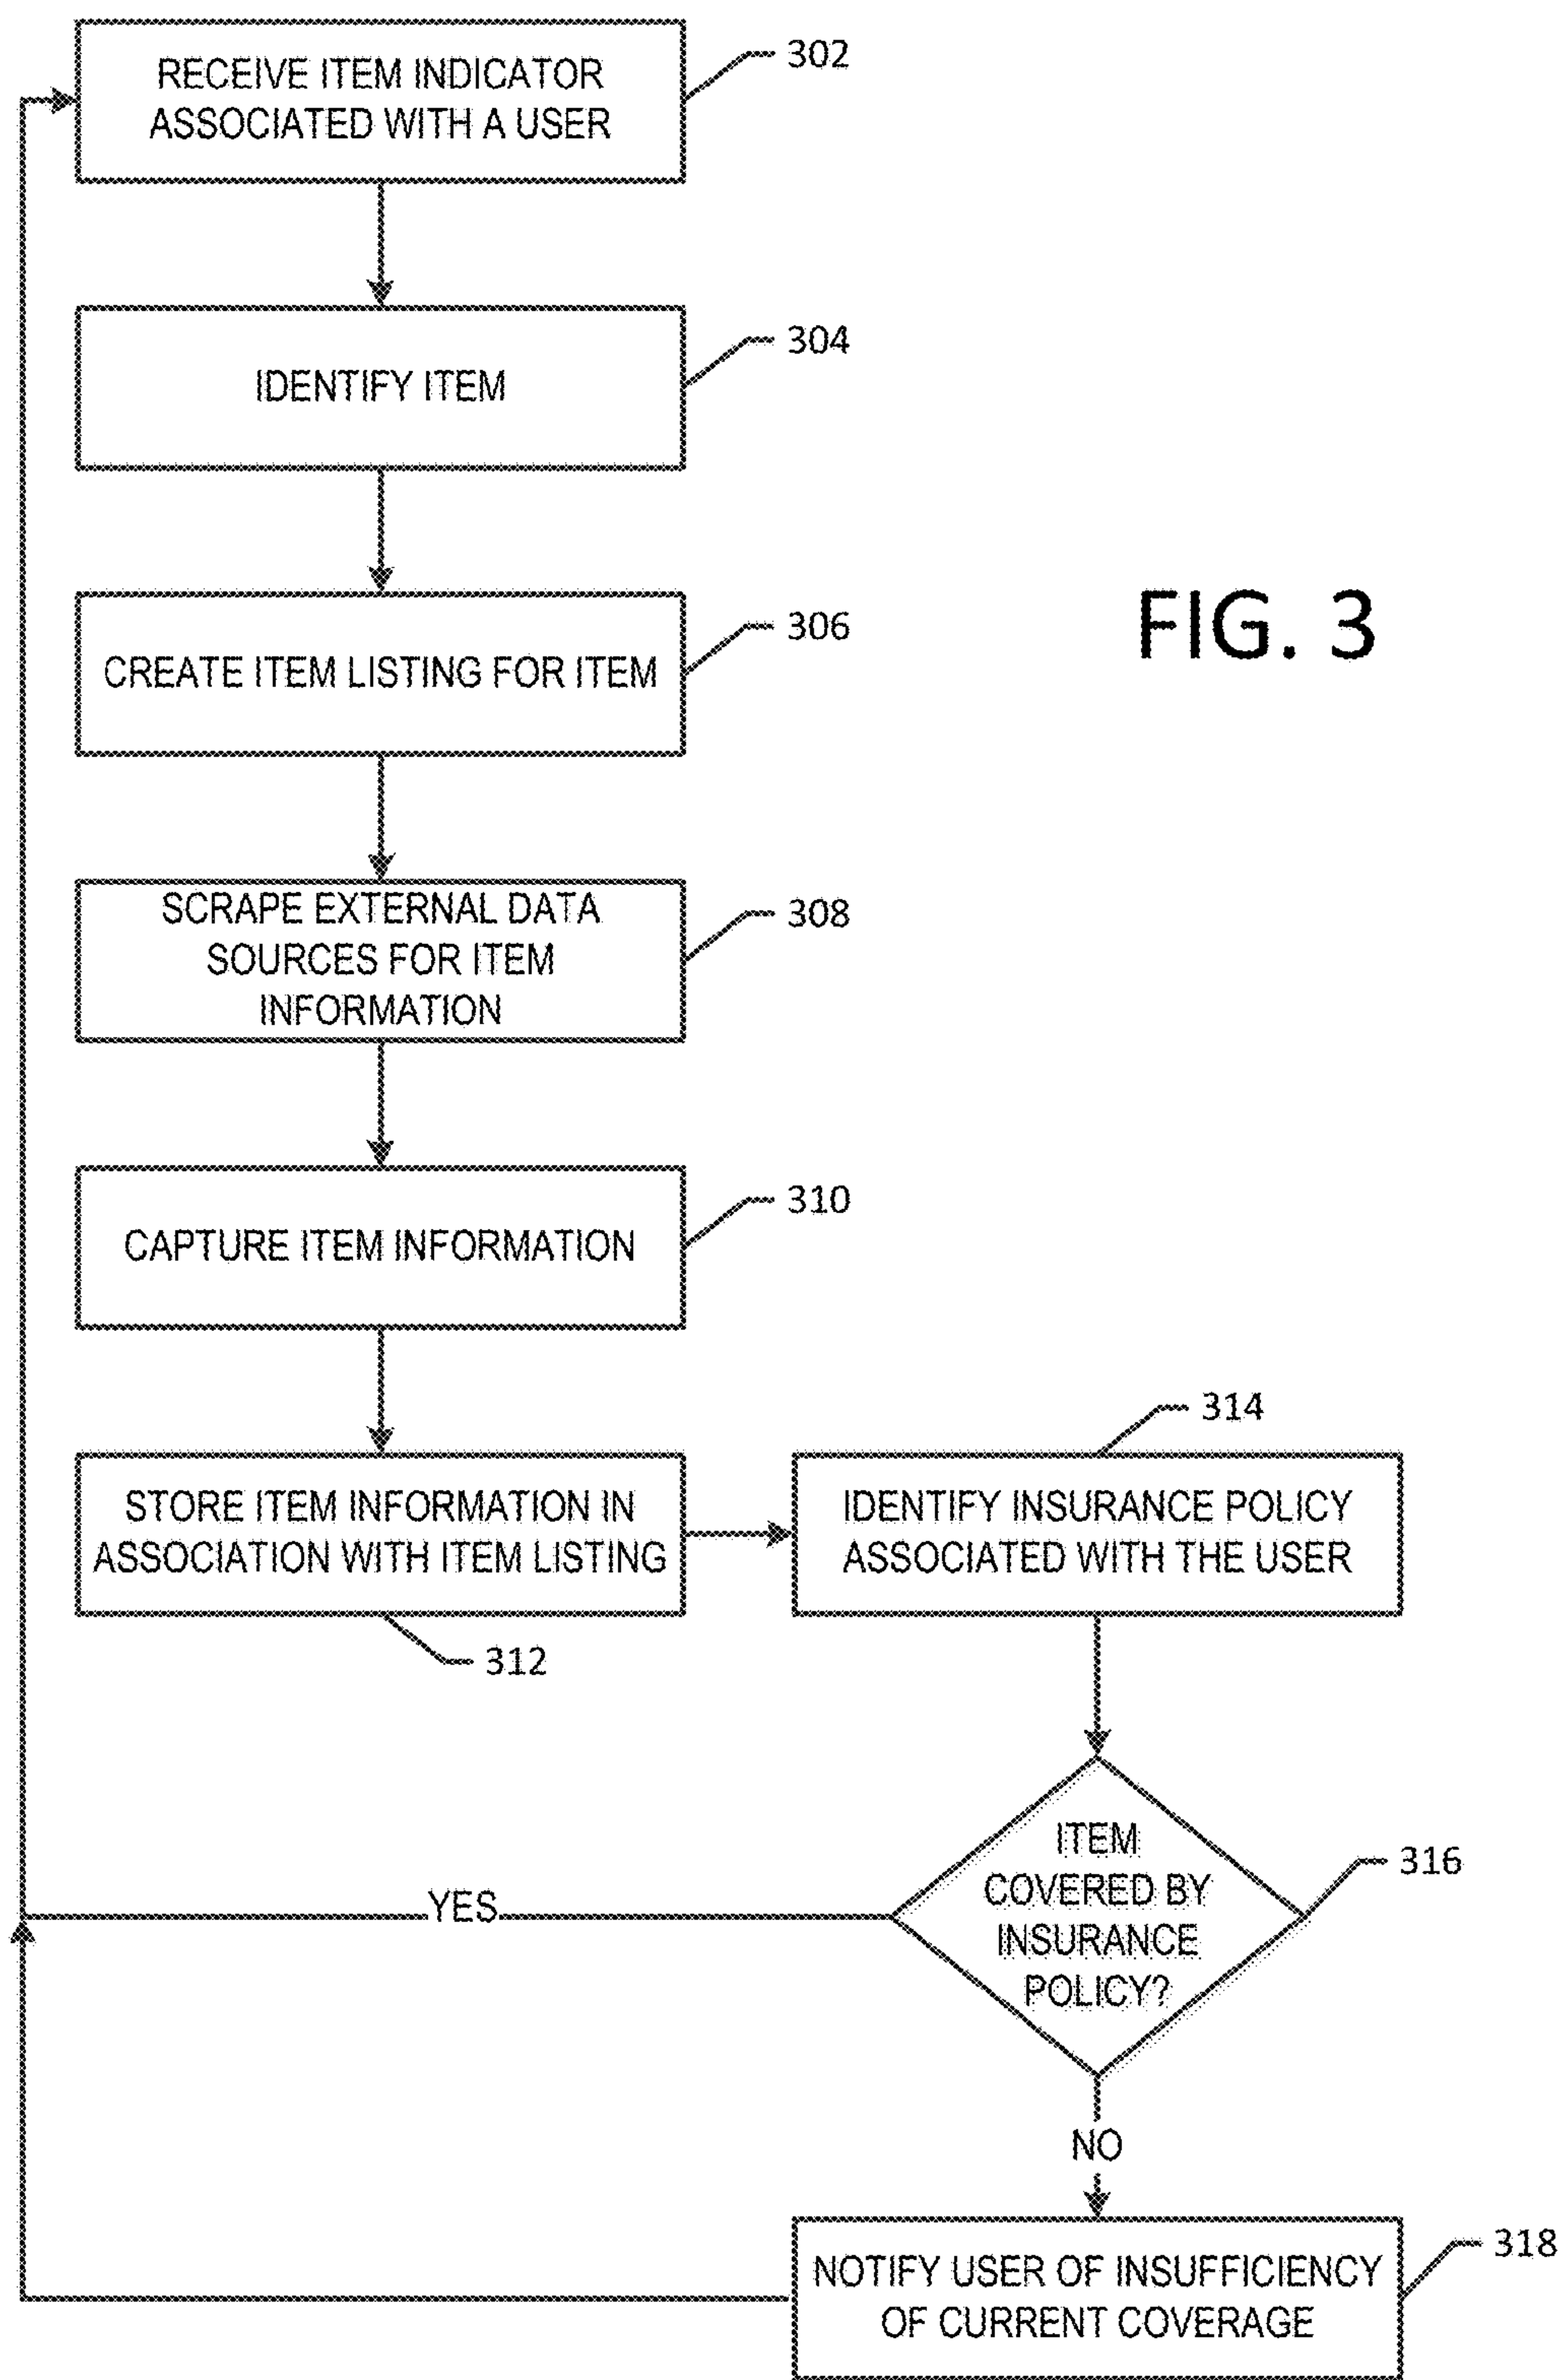 RECEIVE ITEM INDICATOR
ASSOCIATED WITH A USER
302
IDENTIFY ITEM
304
CREATE ITEM LISTING FOR ITEM
306
FIG. 3
SCRAPE EXTERNAL DATA
SOURCES FOR ITEM
INFORMATION
308
CAPTURE ITEM INFORMATION
310
STORE ITEM INFORMATION IN
ASSOCIATION WITH ITEM LISTING
312
314
IDENTIFY INSURANCE POLICY
ASSOCIATED WITH THE USER
ITEM
COVERED BY
INSURANCE
POLICY?
316
YES
NO
NOTIFY USER OF INSUFFICIENCY
OF CURRENT COVERAGE
318